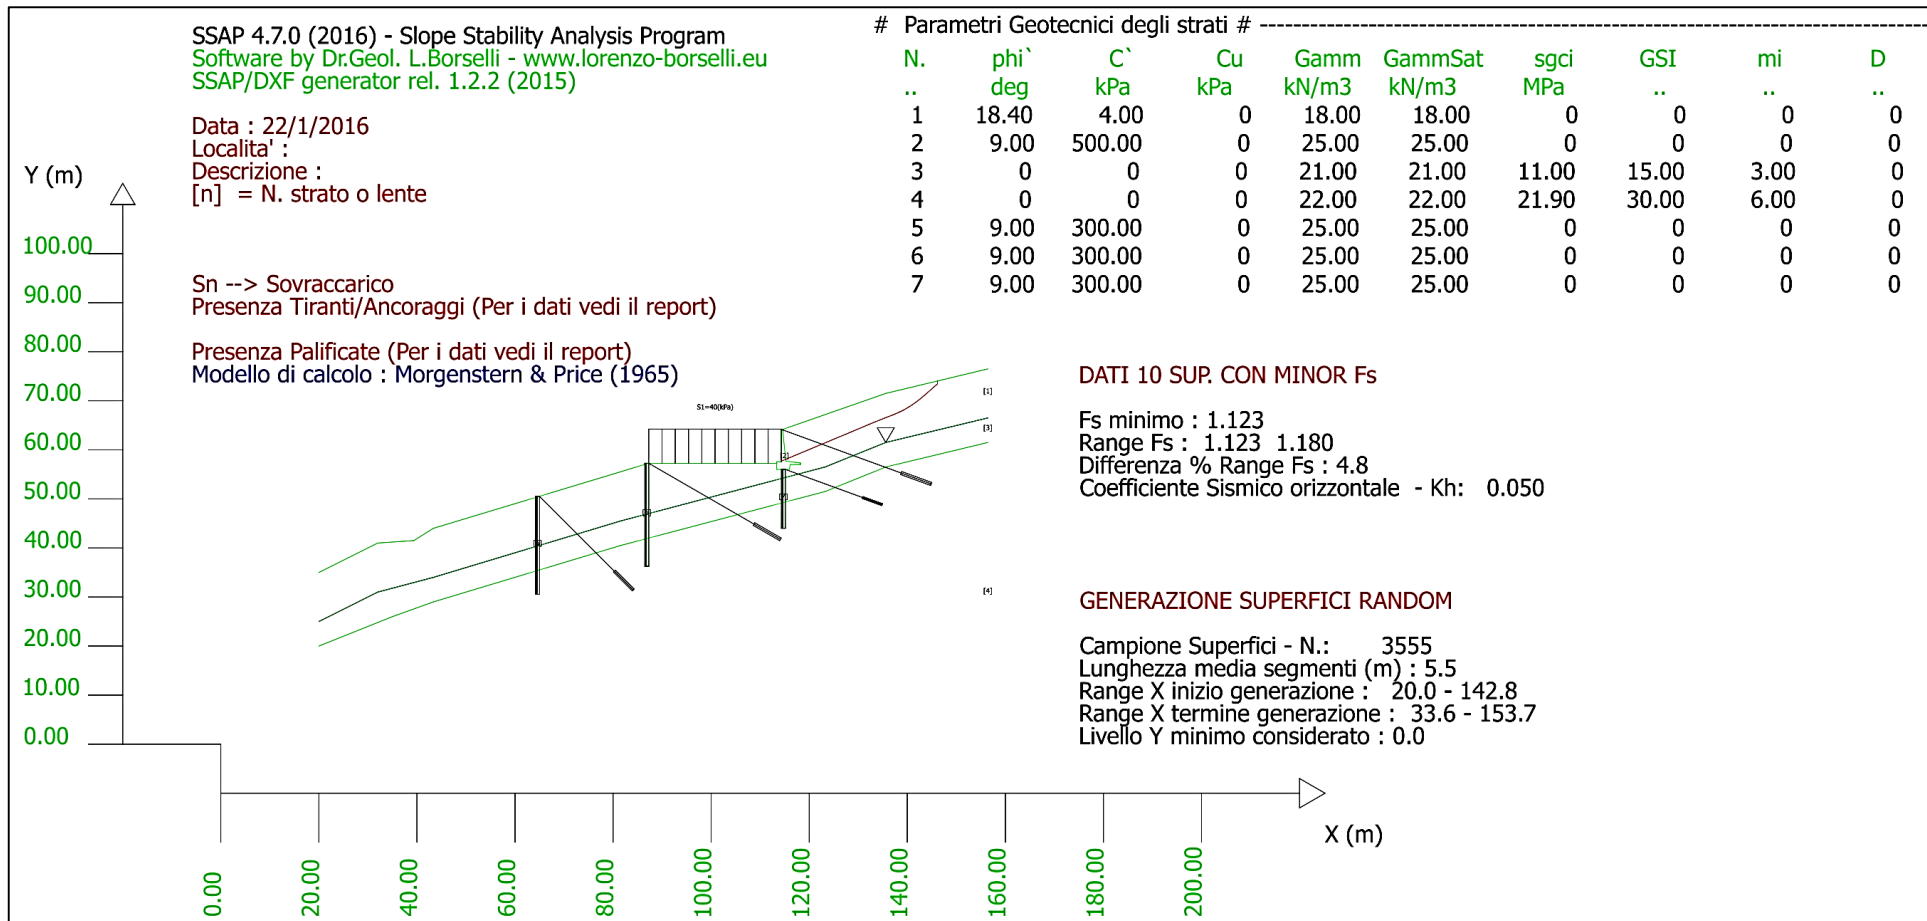 SSAP 4.7.0 (2016) - Slope Stability Analysis Program
Software by Dr.Geol. L.Borselli - www.lorenzo-borselli.eu
SSAP/DXF generator rel. 1.2.2 (2015)
Data : 22/1/2016
Localita' :
Descrizione :
[n] = N. strato o lente
Sn --> Sovraccarico
Presenza Tiranti/Ancoraggi (Per i dati vedi il report)
Presenza Palificate (Per i dati vedi il report)
Modello di calcolo : Morgenstern & Price (1965)
# Parametri Geotecnici degli strati # ----------------------------------------
N. phi` C` Cu Gamm GammSat sgci GSI mi D
.. deg kPa kPa kN/m3 kN/m3 MPa .. .. ..
1 18.40 4.00 0 18.00 18.00 0 0 0 0
2 9.00 500.00 0 25.00 25.00 0 0 0 0
3 0 0 0 21.00 21.00 11.00 15.00 3.00 0
4 0 0 0 22.00 22.00 21.90 30.00 6.00 0
5 9.00 300.00 0 25.00 25.00 0 0 0 0
6 9.00 300.00 0 25.00 25.00 0 0 0 0
7 9.00 300.00 0 25.00 25.00 0 0 0 0
Y (m)
100.00
90.00
80.00
70.00
60.00
50.00
40.00
30.00
20.00
10.00
0.00
S1=40(kPa)
[1]
[3]
[2]
[4]
DATI 10 SUP. CON MINOR Fs
Fs minimo : 1.123
Range Fs : 1.123 1.180
Differenza % Range Fs : 4.8
Coefficiente Sismico orizzontale - Kh: 0.050
GENERAZIONE SUPERFICI RANDOM
Campione Superfici - N.: 3555
Lunghezza media segmenti (m) : 5.5
Range X inizio generazione : 20.0 - 142.8
Range X termine generazione : 33.6 - 153.7
Livello Y minimo considerato : 0.0
X (m)
0.00
20.00
40.00
60.00
80.00
100.00
120.00
140.00
160.00
180.00
200.00